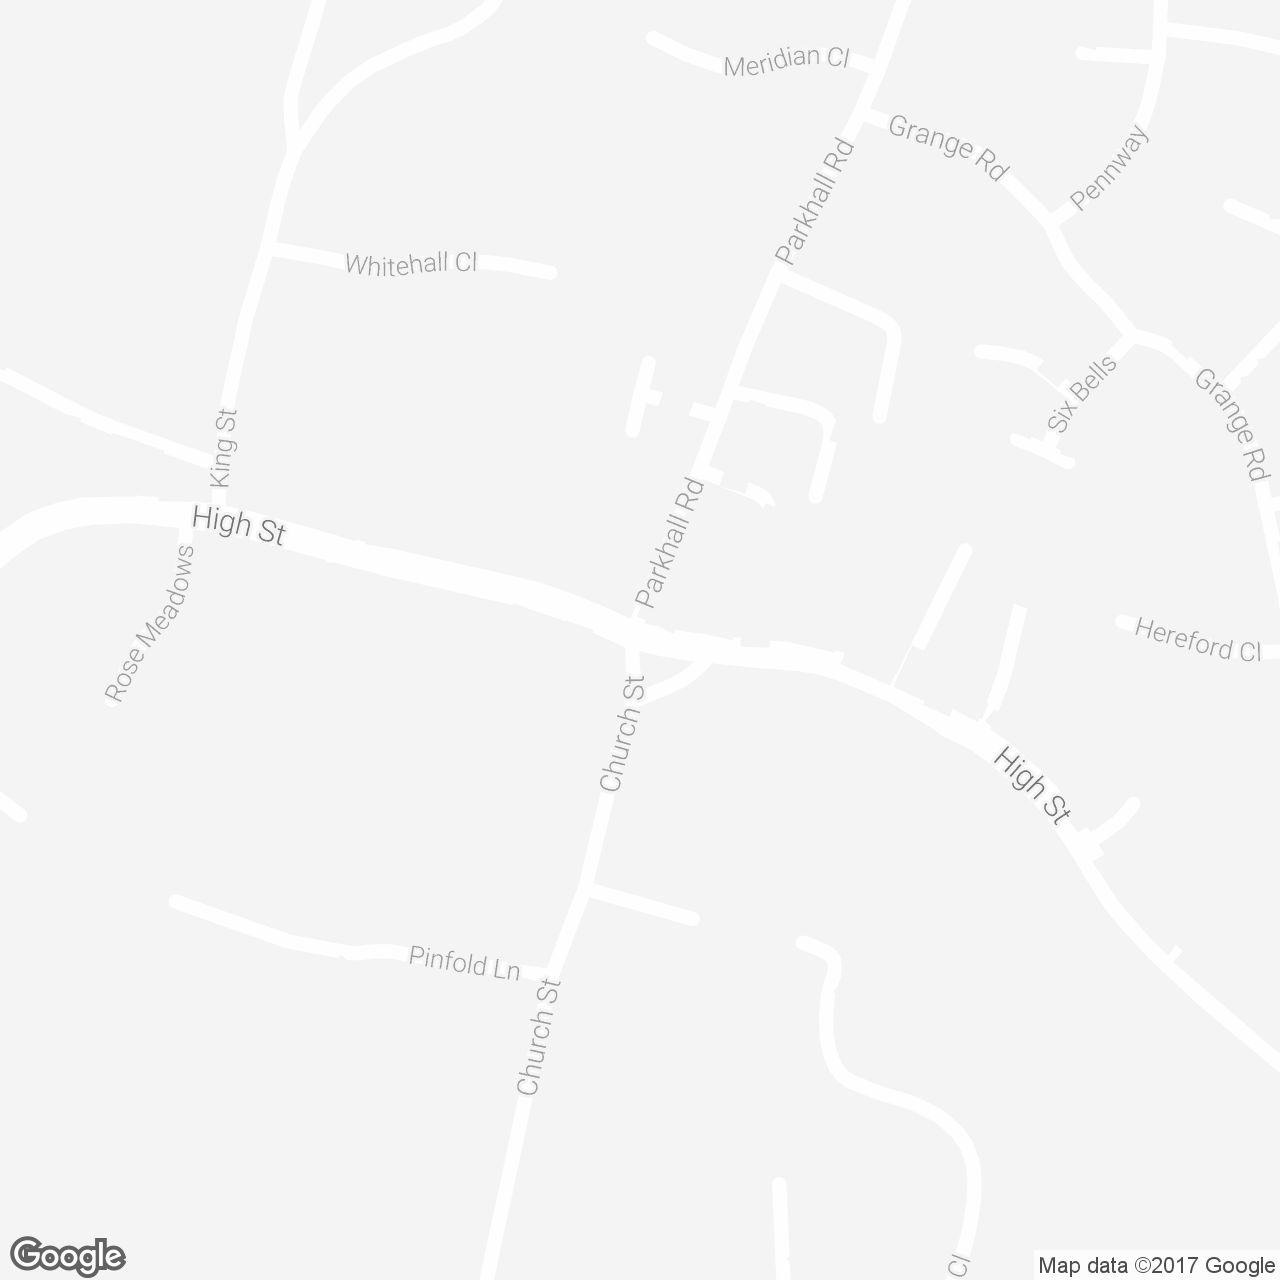 Meridian Cl
Grange Rd
Pennway
Parkhall Rd
Whitehall Cl
Six Bells
Grange Rd
King St
High St
Parkhall Rd
Rose Meadows
Hereford Cl
Church St
High St
Pinfold Ln
Church St
Cl
Google
Map data ©2017 Google